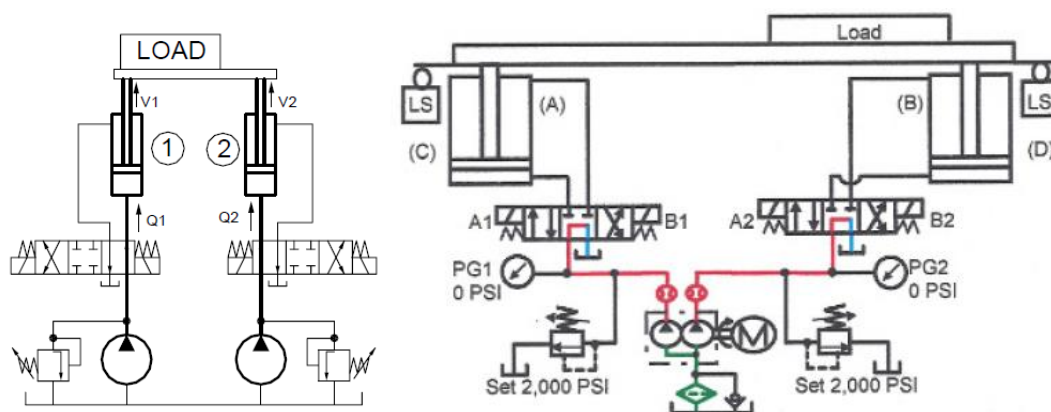 LOAD
V1
V2
1
2
Q1
Q2
Load
LS
(A)
(B)
LS
(C)
(D)
A1
B1
A2
B2
PG1
0 PSI
PG2
0 PSI
M
Set 2,000 PSI
Set 2,000 PSI